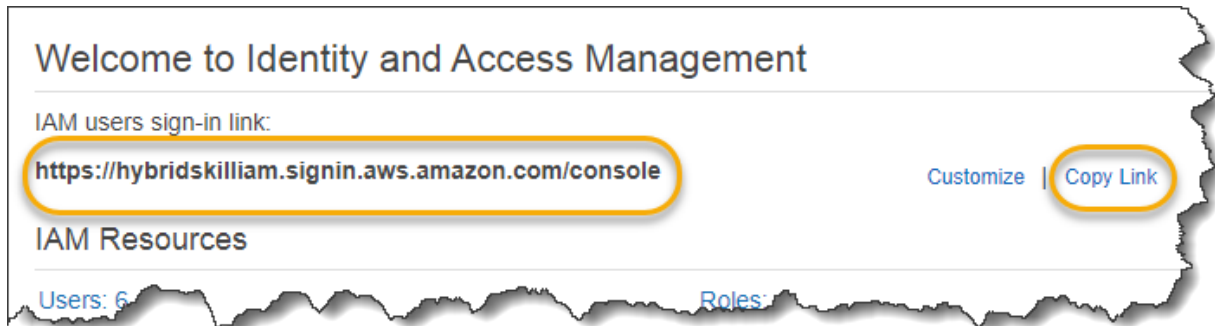 Welcome to Identity and Access Management
IAM users sign-in link:
https://hybridskilliam.signin.aws.amazon.com/console
Customize | Copy Link
IAM Resources
Users: 6 Roles: